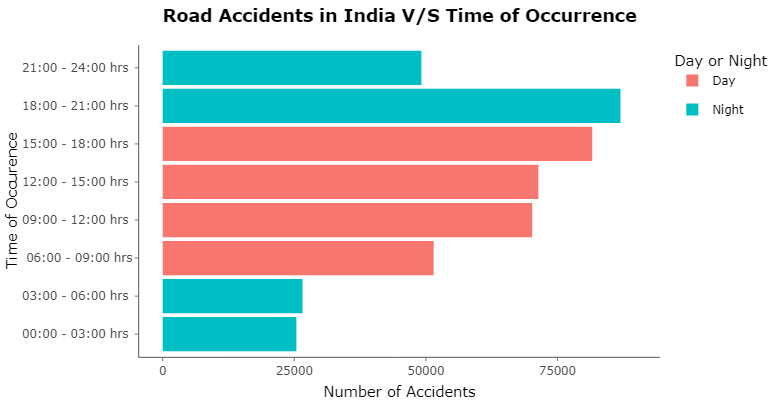 Road Accidents in India V/S Time of Occurrence
Day or Night
Day
Night
Time of Occurence
21:00 - 24:00 hrs
18:00 - 21:00 hrs
15:00 - 18:00 hrs
12:00 - 15:00 hrs
09:00 - 12:00 hrs
06:00 - 09:00 hrs
03:00 - 06:00 hrs
00:00 - 03:00 hrs
0 25000 50000 75000
Number of Accidents